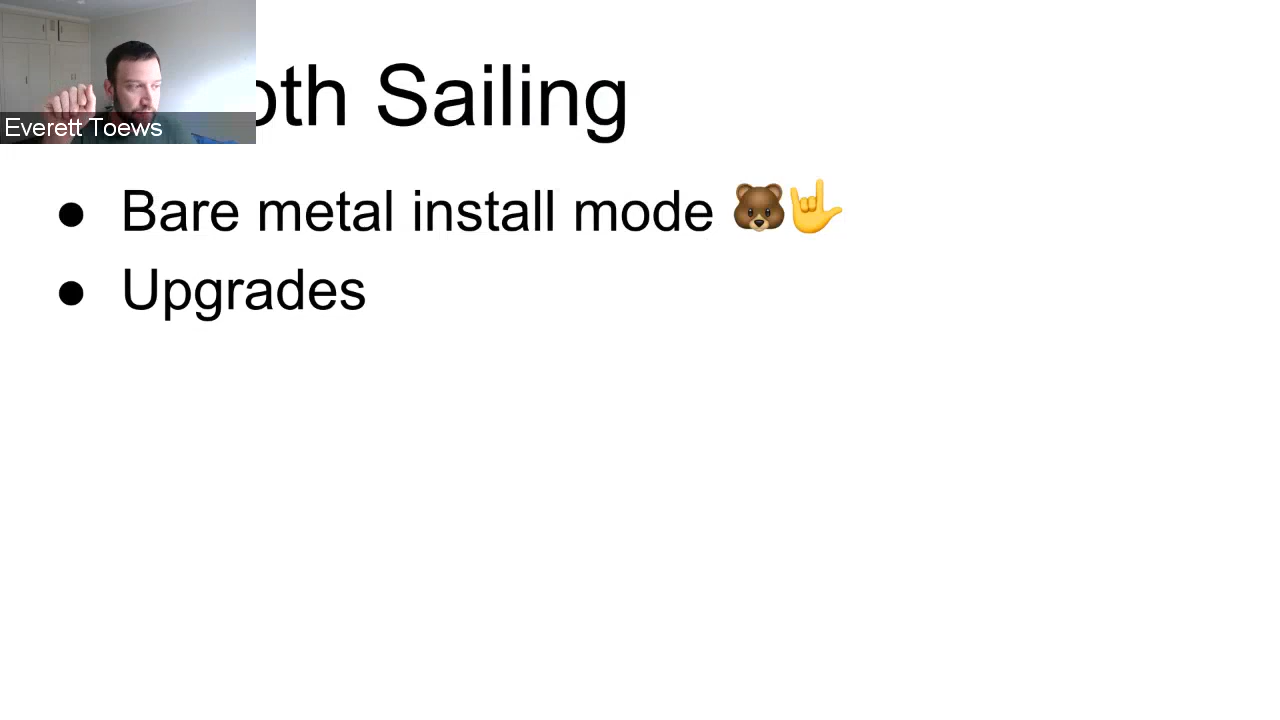 oth Sailing
Everett Toews
● Bare metal install mode 🐻🤟
● Upgrades